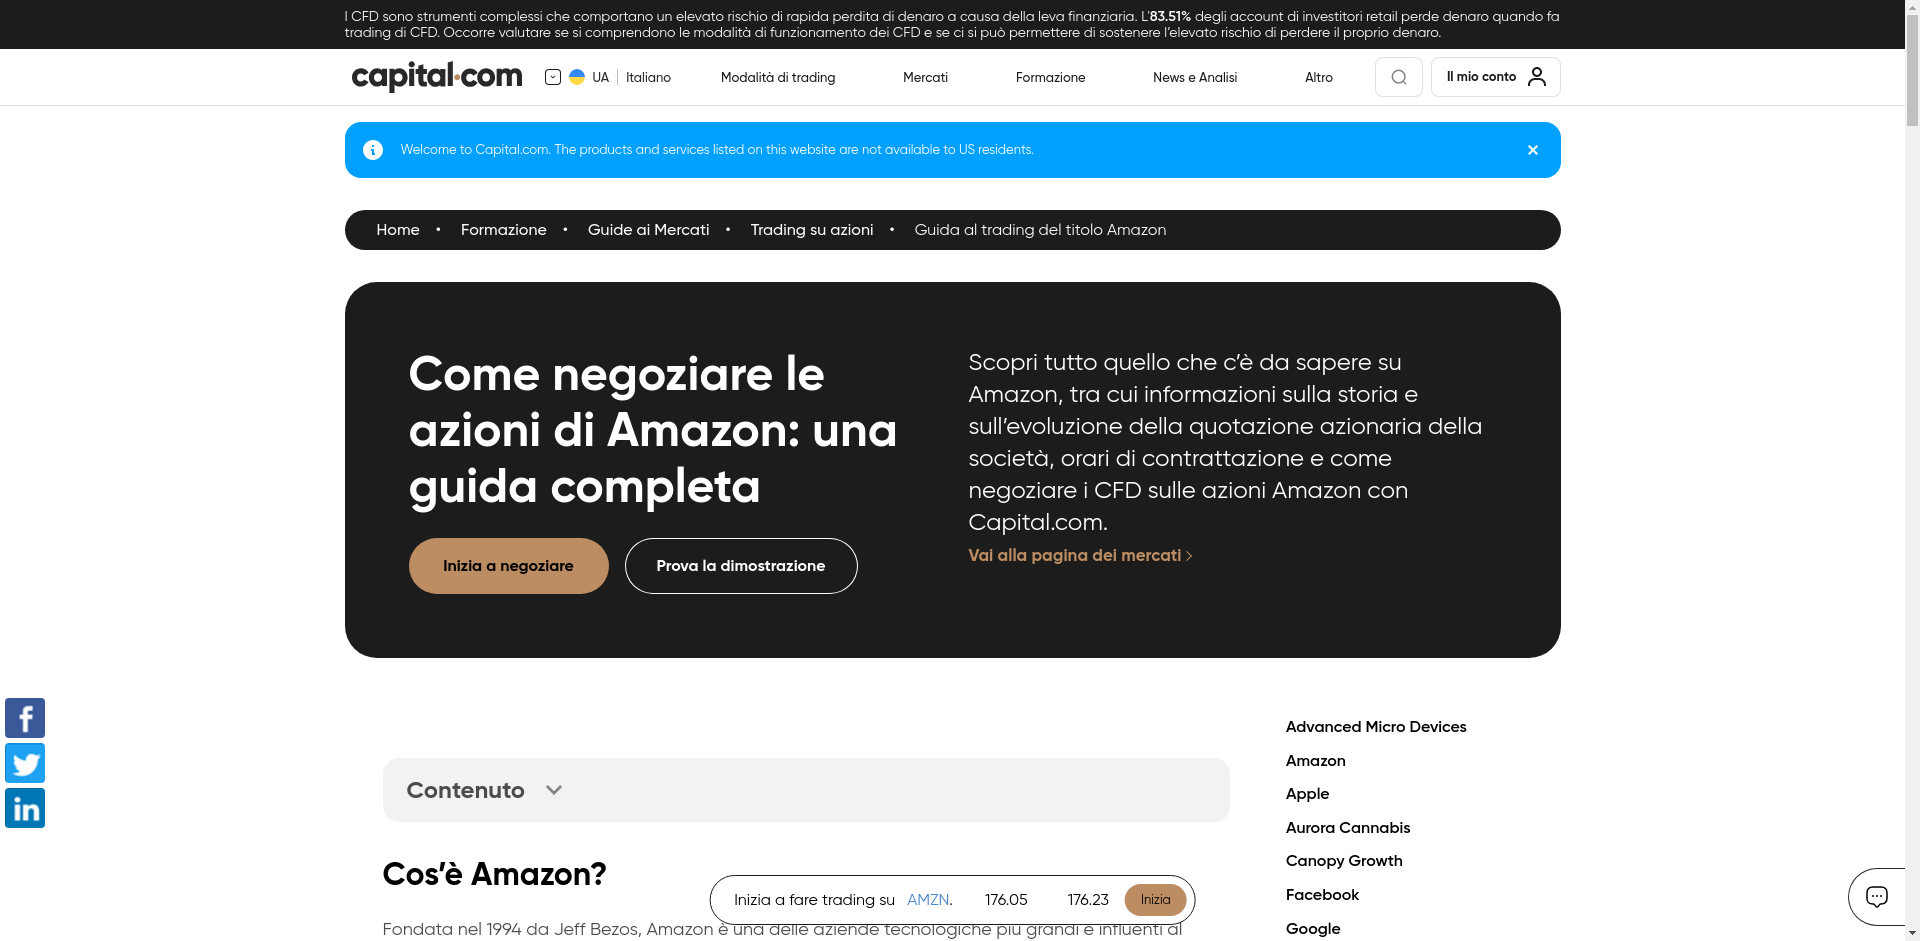 I CFD sono strumenti complessi che comportano un elevato rischio di rapida perdita di denaro a causa della leva finanziaria. L'83.51% degli account di investitori retail perde denaro quando fa
trading di CFD. Occorre valutare se si comprendono le modalità di funzionamento dei CFD e se ci si può permettere di sostenere l'elevato rischio di perdere il proprio denaro.
capital.com
UA
Italiano
Modalità di trading
Mercati
Formazione
News e Analisi
Altro
Il mio conto
Welcome to Capital.com. The products and services listed on this website are not available to US residents.
Home • Formazione • Guide ai Mercati • Trading su azioni • Guida al trading del titolo Amazon
Come negoziare le
azioni di Amazon: una
guida completa
Inizia a negoziare
Prova la dimostrazione
Scopri tutto quello che c'è da sapere su
Amazon, tra cui informazioni sulla storia e
sull'evoluzione della quotazione azionaria della
società, orari di contrattazione e come
negoziare i CFD sulle azioni Amazon con
Capital.com.
Vai alla pagina dei mercati
Contenuto
Cos'è Amazon?
Fondata nel 1994 da Jeff Bezos, Amazon è una delle aziende tecnologiche più grandi e influenti al
Inizia a fare trading su AMZN. 176.05 176.23 Inizia
Advanced Micro Devices
Amazon
Apple
Aurora Cannabis
Canopy Growth
Facebook
Google